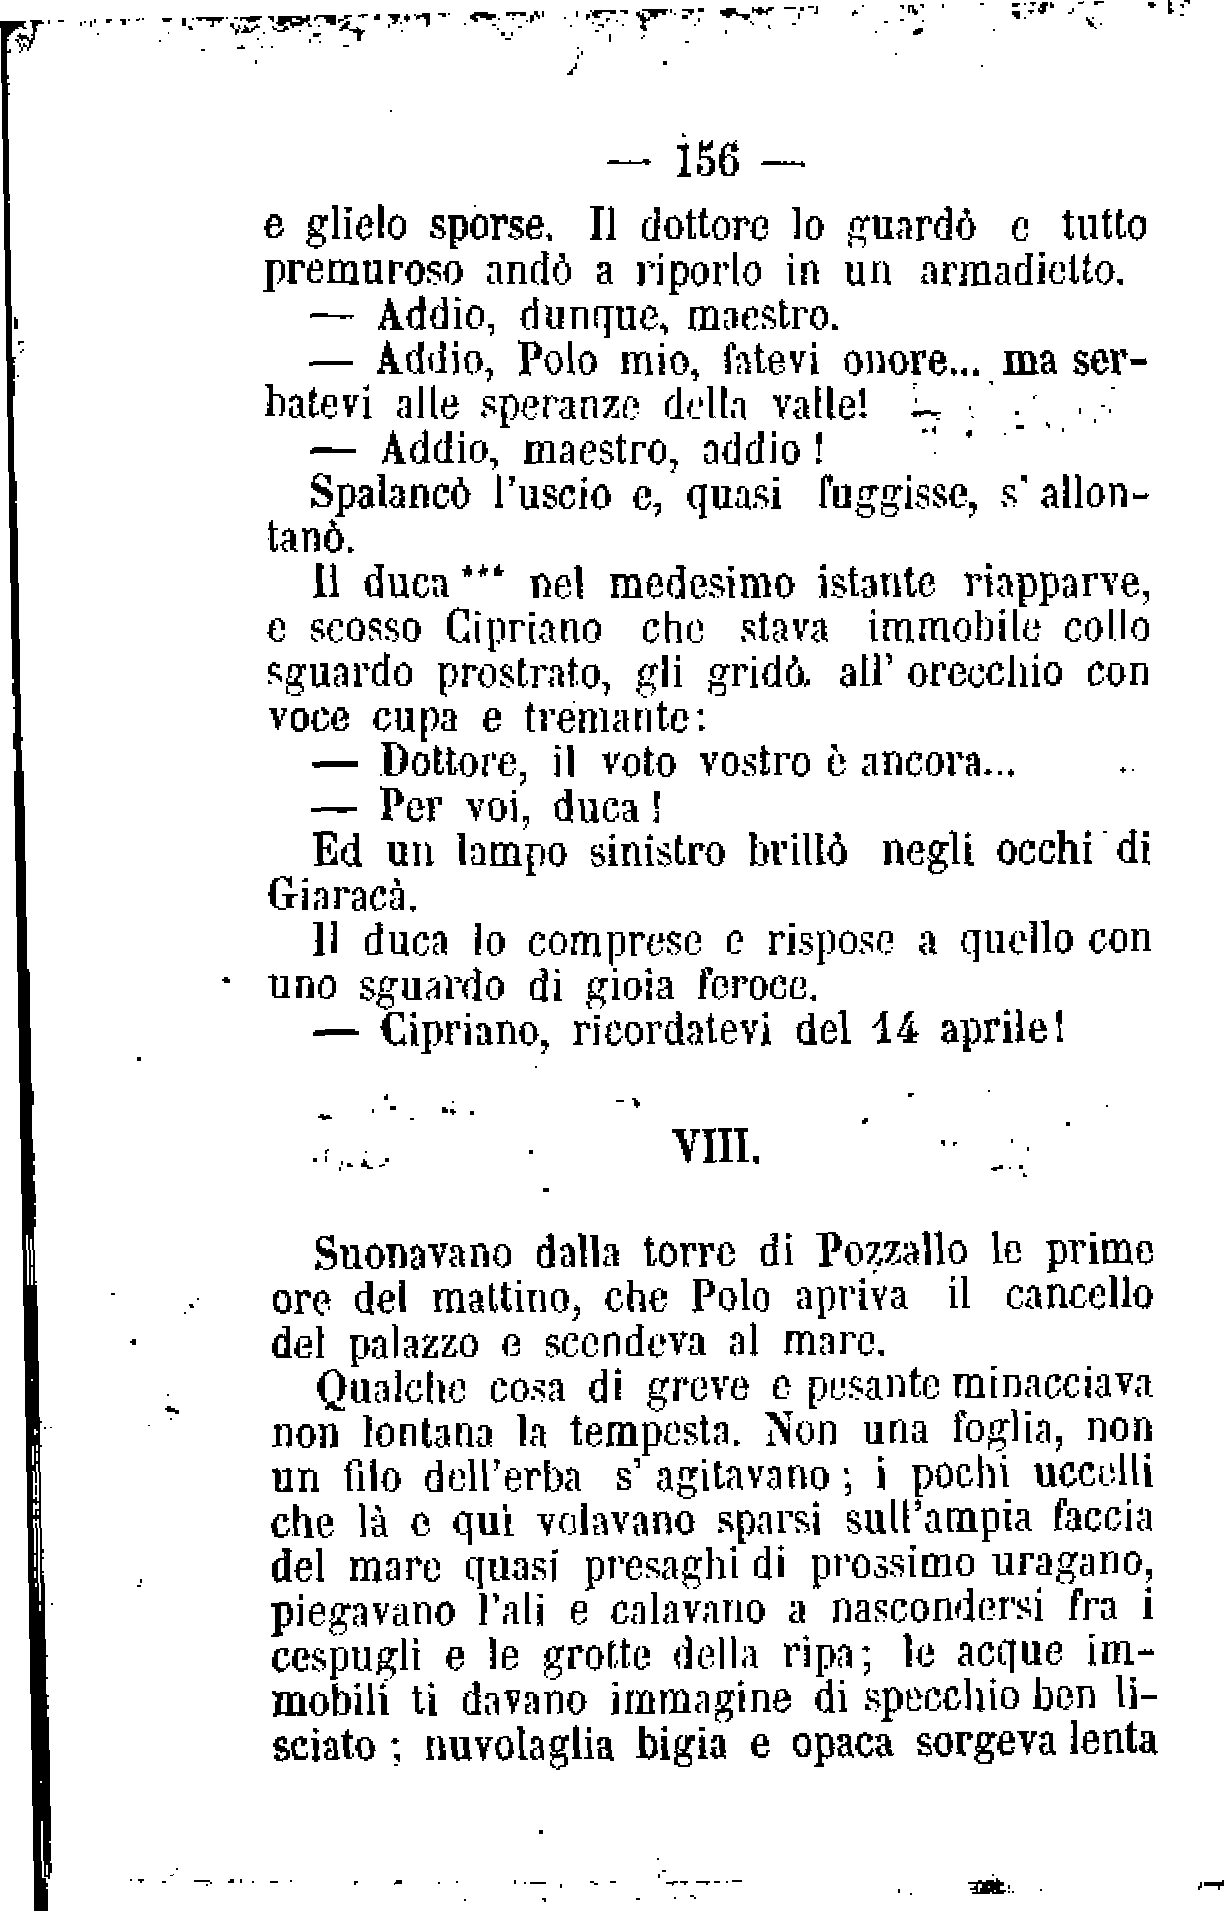 — 156 —
e glielo sporse. Il dottore lo guardò e tutto
premuroso andò a riporlo in un armadietto.
— Addio, dunque, maestro.
— Addio, Polo mio, fatevi onore... ma ser-
batevi alle speranze della valle!
— Addio, maestro, addio !
Spalancò l'uscio e, quasi fuggisse, s' allon-
tanò.
Il duca *** nel medesimo istante riapparve,
e scosso Cipriano che stava immobile collo
sguardo prostrato, gli gridò all' orecchio con
voce cupa e tremante:
— Dottore, il voto vostro è ancora...
— Per voi, duca !
Ed un lampo sinistro brillò negli occhi di
Giaracà.
Il duca lo comprese e rispose a quello con
uno sguardo di gioia feroce.
— Cipriano, ricordatevi del 14 aprile!
VIII.
Suonavano dalla torre di Pozzallo le prime
ore del mattino, che Polo apriva il cancello
del palazzo e scendeva al mare.
Qualche cosa di greve e pesante minacciava
non lontana la tempesta. Non una foglia, non
un filo dell'erba s' agitavano ; i pochi uccelli
che là e qui volavano sparsi sull'ampia faccia
del mare quasi presaghi di prossimo uragano,
piegavano l'ali e calavano a nascondersi fra i
cespugli e le grotte della ripa; le acque im-
mobili ti davano immagine di specchio ben li-
sciato ; nuvolaglia bigia e opaca sorgeva lenta